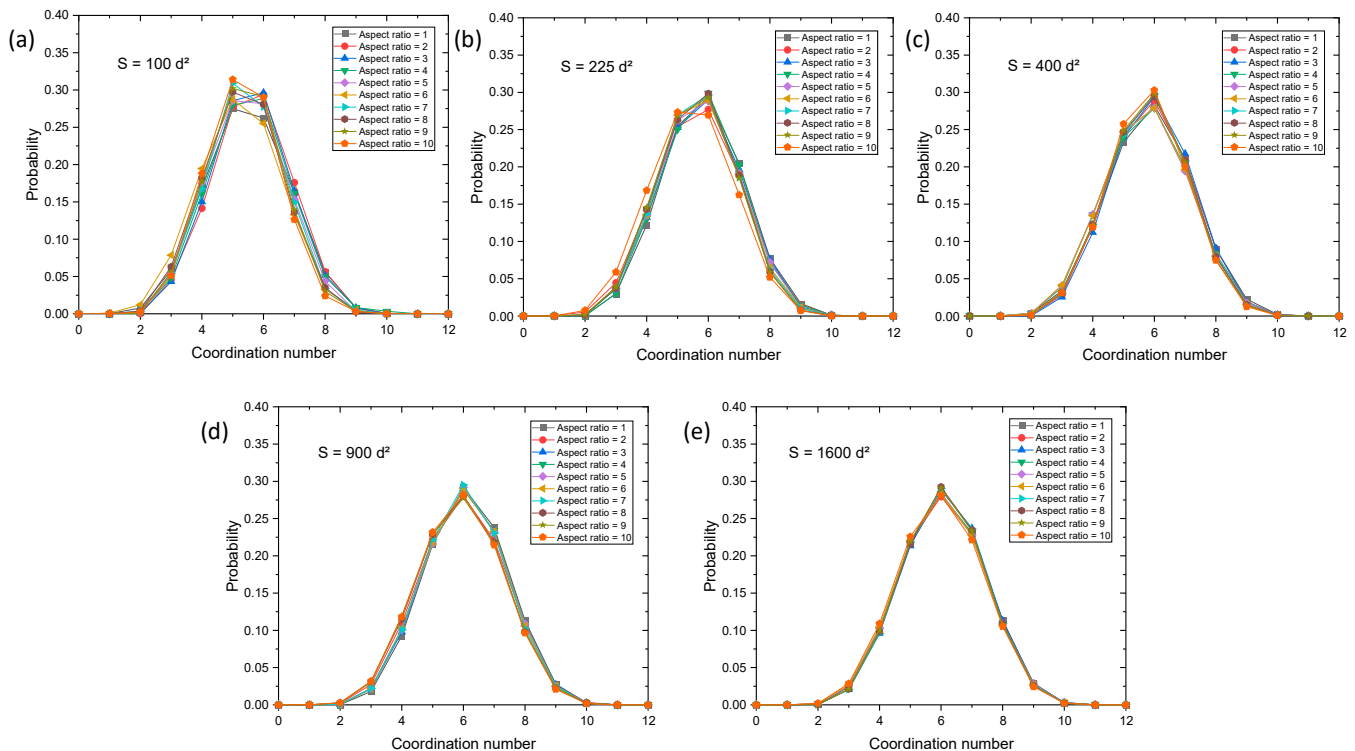 (a)
S = 100 d²
Aspect ratio = 1
Aspect ratio = 2
Aspect ratio = 3
Aspect ratio = 4
Aspect ratio = 5
Aspect ratio = 6
Aspect ratio = 7
Aspect ratio = 8
Aspect ratio = 9
Aspect ratio = 10
Probability
0.40
0.35
0.30
0.25
0.20
0.15
0.10
0.05
0.00
0 2 4 6 8 10 12
Coordination number
(b)
S = 225 d²
Aspect ratio = 1
Aspect ratio = 2
Aspect ratio = 3
Aspect ratio = 4
Aspect ratio = 5
Aspect ratio = 6
Aspect ratio = 7
Aspect ratio = 8
Aspect ratio = 9
Aspect ratio = 10
Probability
0.40
0.35
0.30
0.25
0.20
0.15
0.10
0.05
0.00
0 2 4 6 8 10 12
Coordination number
(c)
S = 400 d²
Aspect ratio = 1
Aspect ratio = 2
Aspect ratio = 3
Aspect ratio = 4
Aspect ratio = 5
Aspect ratio = 6
Aspect ratio = 7
Aspect ratio = 8
Aspect ratio = 9
Aspect ratio = 10
Probability
0.40
0.35
0.30
0.25
0.20
0.15
0.10
0.05
0.00
0 2 4 6 8 10 12
Coordination number
(d)
S = 900 d²
Aspect ratio = 1
Aspect ratio = 2
Aspect ratio = 3
Aspect ratio = 4
Aspect ratio = 5
Aspect ratio = 6
Aspect ratio = 7
Aspect ratio = 8
Aspect ratio = 9
Aspect ratio = 10
Probability
0.40
0.35
0.30
0.25
0.20
0.15
0.10
0.05
0.00
0 2 4 6 8 10 12
Coordination number
(e)
S = 1600 d²
Aspect ratio = 1
Aspect ratio = 2
Aspect ratio = 3
Aspect ratio = 4
Aspect ratio = 5
Aspect ratio = 6
Aspect ratio = 7
Aspect ratio = 8
Aspect ratio = 9
Aspect ratio = 10
Probability
0.40
0.35
0.30
0.25
0.20
0.15
0.10
0.05
0.00
0 2 4 6 8 10 12
Coordination number